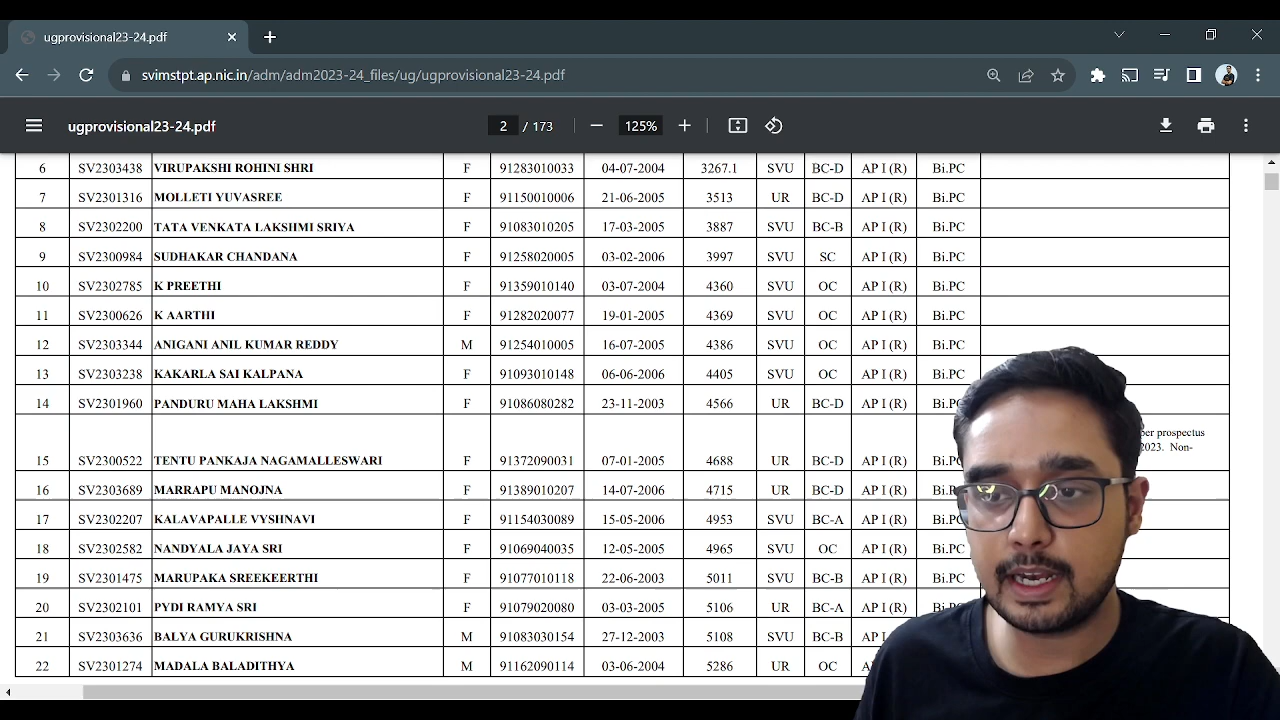 ugprovisional23-24.pdf
svimstpt.ap.nic.in/adm/adm2023-24_files/ug/ugprovisional23-24.pdf
ugprovisional23-24.pdf 2 / 173 125%
6 SV2303438 VIRUPAKSHI ROHINI SHRI F 91283010033 04-07-2004 3267.1 SVU BC-D AP I (R) Bi.PC
7 SV2301316 MOLLETI YUVASREE F 91150010006 21-06-2005 3513 UR BC-D AP I (R) Bi.PC
8 SV2302200 TATA VENKATA LAKSHMI SRIYA F 91083010205 17-03-2005 3887 SVU BC-B AP I (R) Bi.PC
9 SV2300984 SUDHAKAR CHANDANA F 91258020005 03-02-2006 3997 SVU SC AP I (R) Bi.PC
10 SV2302785 K PREETHI F 91359010140 03-07-2004 4360 SVU OC AP I (R) Bi.PC
11 SV2300626 K AARTHI F 91282020077 19-01-2005 4369 SVU OC AP I (R) Bi.PC
12 SV2303344 ANIGANI ANIL KUMAR REDDY M 91254010005 16-07-2005 4386 SVU OC AP I (R) Bi.PC
13 SV2303238 KAKARLA SAI KALPANA F 91093010148 06-06-2006 4405 SVU OC AP I (R) Bi.PC
14 SV2301960 PANDURU MAHA LAKSHMI F 91086080282 23-11-2003 4566 UR BC-D AP I (R) Bi.PC
per prospectus
2023. Non-
15 SV2300522 TENTU PANKAJA NAGAMALLESWARI F 91372090031 07-01-2005 4688 UR BC-D AP I (R) Bi.PC
16 SV2303689 MARRAPU MANOJNA F 91389010207 14-07-2006 4715 UR BC-D AP I (R) Bi.PC
17 SV2302207 KALAVAPALLE VYSHNAVI F 91154030089 15-05-2006 4953 SVU BC-A AP I (R) Bi.PC
18 SV2302582 NANDYALA JAYA SRI F 91069040035 12-05-2005 4965 SVU OC AP I (R) Bi.PC
19 SV2301475 MARUPAKA SREEKEERTHI F 91077010118 22-06-2003 5011 SVU BC-B AP I (R) Bi.PC
20 SV2302101 PYDI RAMYA SRI F 91079020080 03-03-2005 5106 UR BC-A AP I (R) Bi.PC
21 SV2303636 BALYA GURUKRISHNA M 91083030154 27-12-2003 5108 SVU BC-B
22 SV2301274 MADALA BALADITHYA M 91162090114 03-06-2004 5286 UR OC